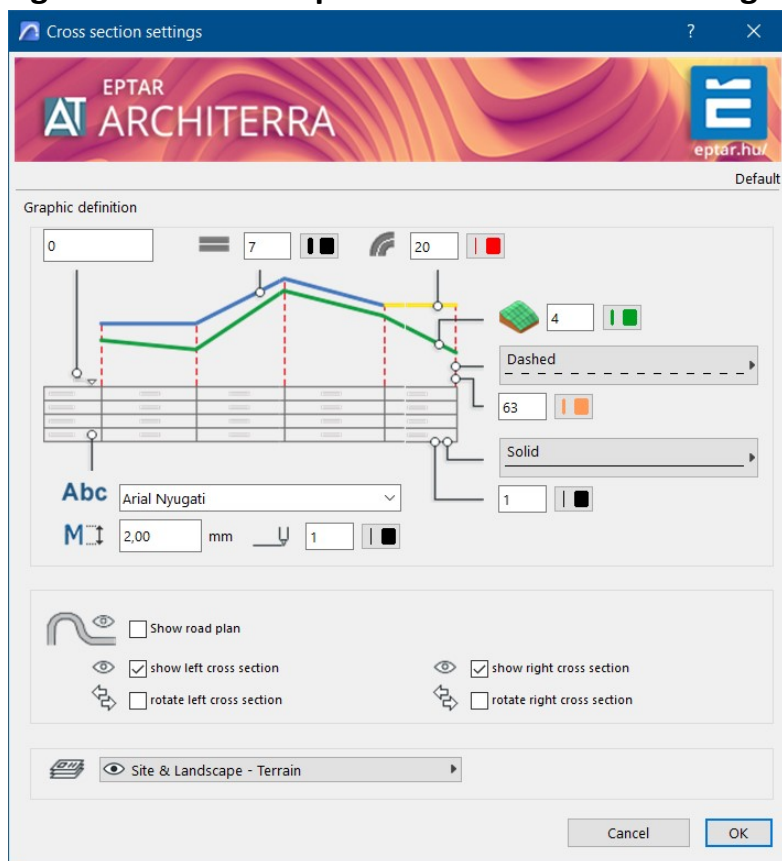 Cross section settings
?
EPTAR
AT ARCHITERRA
eptar.hu/
Default
Graphic definition
0
7
20
4
Dashed
63
Solid
Abc
Arial Nyugati
1
M
2,00
mm
1
Show road plan
show left cross section
show right cross section
rotate left cross section
rotate right cross section
Site & Landscape - Terrain
Cancel
OK